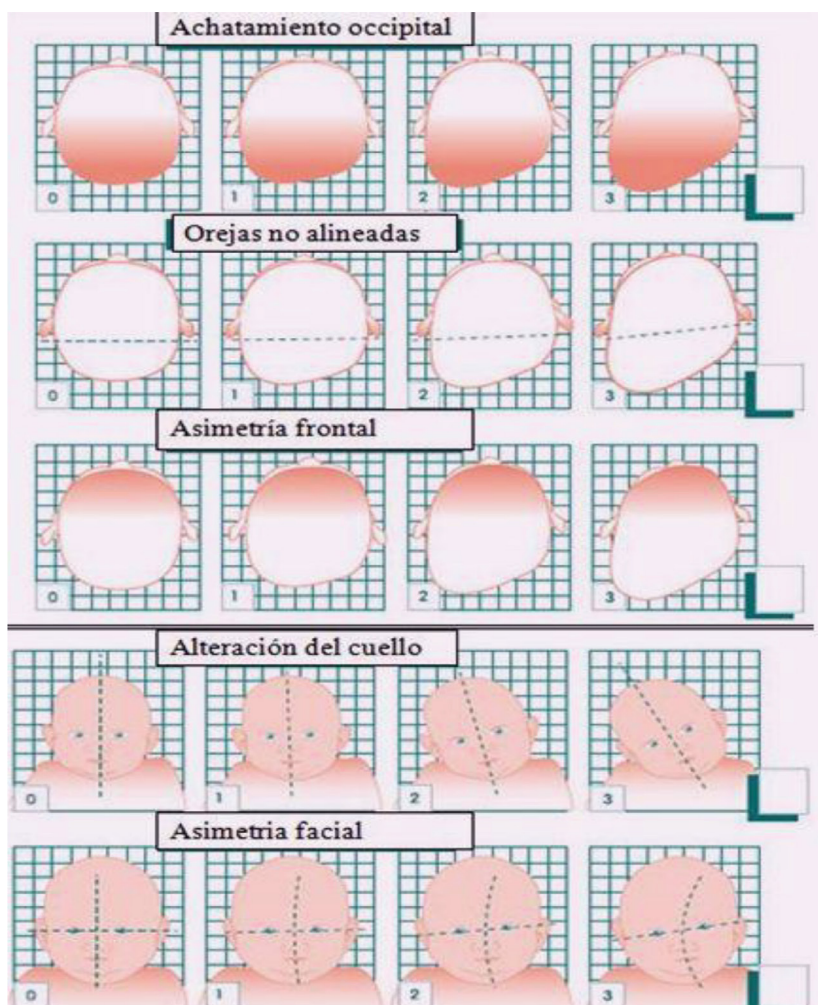 Achatamiento occipital
0 1 2 3
Orejas no alineadas
0 1 2 3
Asimetría frontal
0 1 2 3
Alteración del cuello
0 1 2 3
Asimetria facial
0 1 2 3